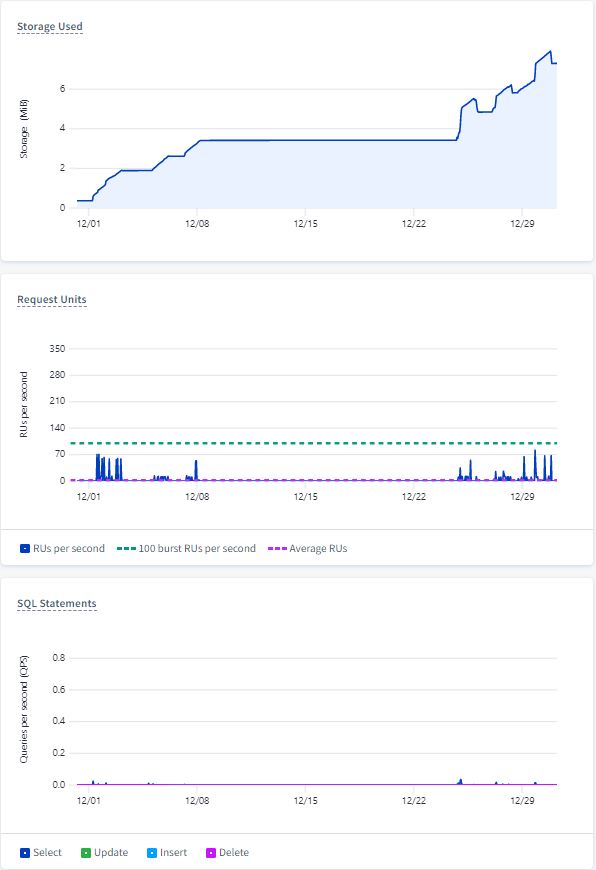 Storage Used
Storage (MiB)
6
4
2
0
12/01 12/08 12/15 12/22 12/29
Request Units
RUs per second
350
280
210
140
70
0
12/01 12/08 12/15 12/22 12/29
RUs per second 100 burst RUs per second Average RUs
SQL Statements
Queries per second (QPS)
0.8
0.6
0.4
0.2
0.0
12/01 12/08 12/15 12/22 12/29
Select Update Insert Delete